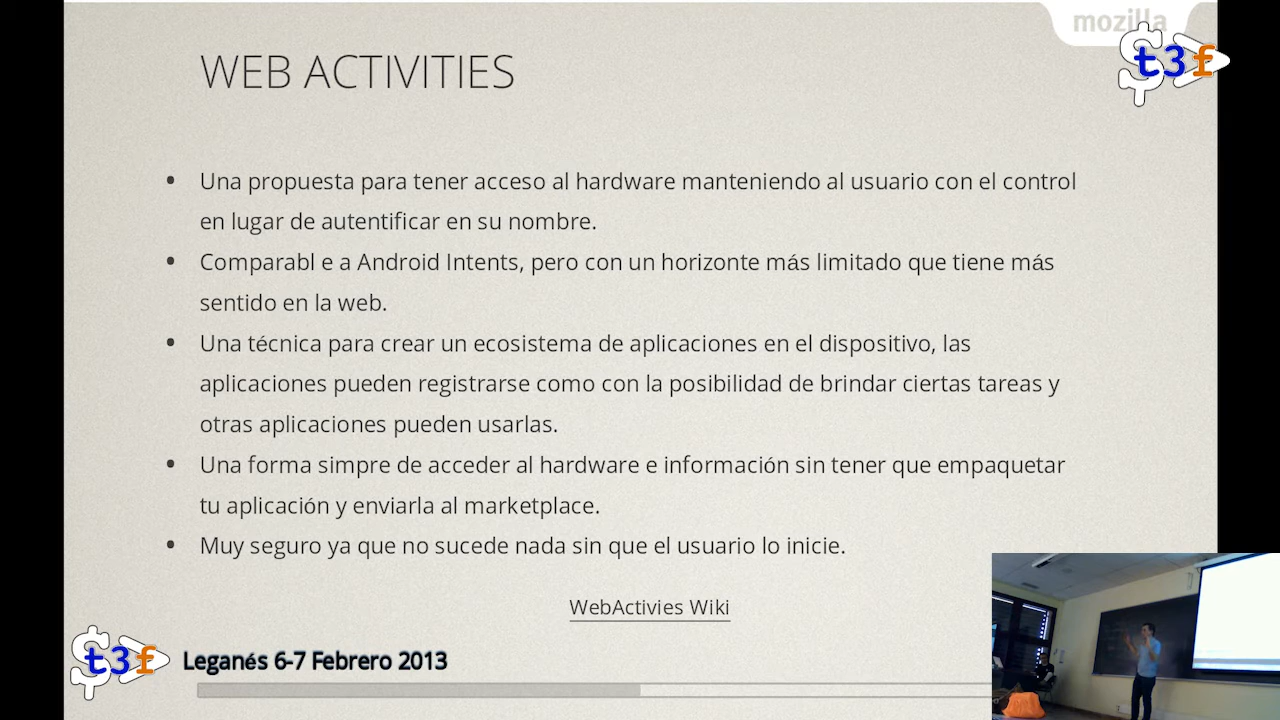 mozilla
$t3f
WEB ACTIVITIES
• Una propuesta para tener acceso al hardware manteniendo al usuario con el control
en lugar de autentificar en su nombre.
• Comparabl e a Android Intents, pero con un horizonte más limitado que tiene más
sentido en la web.
• Una técnica para crear un ecosistema de aplicaciones en el dispositivo, las
aplicaciones pueden registrarse como con la posibilidad de brindar ciertas tareas y
otras aplicaciones pueden usarlas.
• Una forma simpre de acceder al hardware e información sin tener que empaquetar
tu aplicación y enviarla al marketplace.
• Muy seguro ya que no sucede nada sin que el usuario lo inicie.
WebActivies Wiki
$t3f Leganés 6-7 Febrero 2013